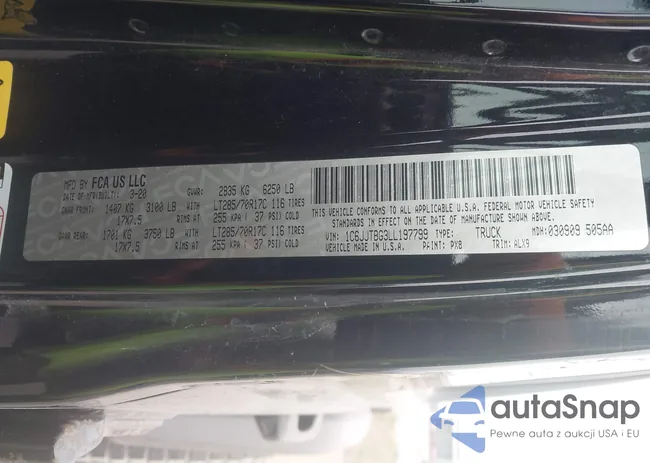 MFD BY FCA US LLC
DATE OF MFR(BUILT): 3-20 GVWR: 2835 KG 6250 LB
GAWR FRONT: 1407 KG 3100 LB WITH LT285/70R17C 116 TIRES
17X7.5 RIMS AT 255 KPA ( 37 PSI) COLD
GAWR REAR: 1701 KG 3750 LB WITH LT285/70R17C 116 TIRES
17X7.5 RIMS AT 255 KPA ( 37 PSI) COLD
THIS VEHICLE CONFORMS TO ALL APPLICABLE U.S.A. FEDERAL MOTOR VEHICLE SAFETY
STANDARDS IN EFFECT ON THE DATE OF MANUFACTURE SHOWN ABOVE.
VIN: 1C6JJTBG3LL197799 TYPE: TRUCK MDH: 030909 505AA
VEHICLE MADE IN U.S.A. PAINT: PX8 TRIM: ALX9
autaSnap
Pewne auta z aukcji USA i EU